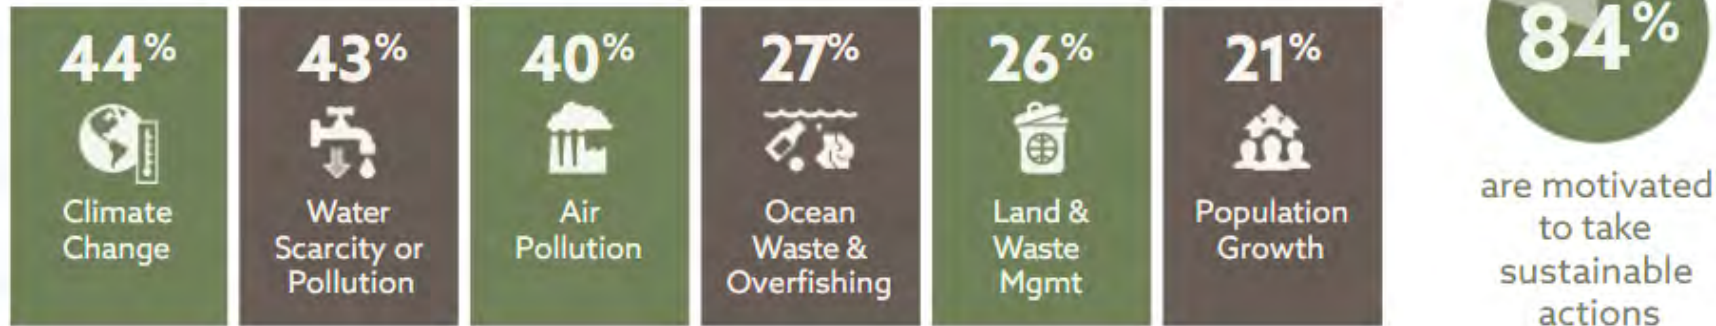 44%
Climate
Change
43%
Water
Scarcity or
Pollution
40%
Air
Pollution
27%
Ocean
Waste &
Overfishing
26%
Land &
Waste
Mgmt
21%
Population
Growth
84%
are motivated
to take
sustainable
actions